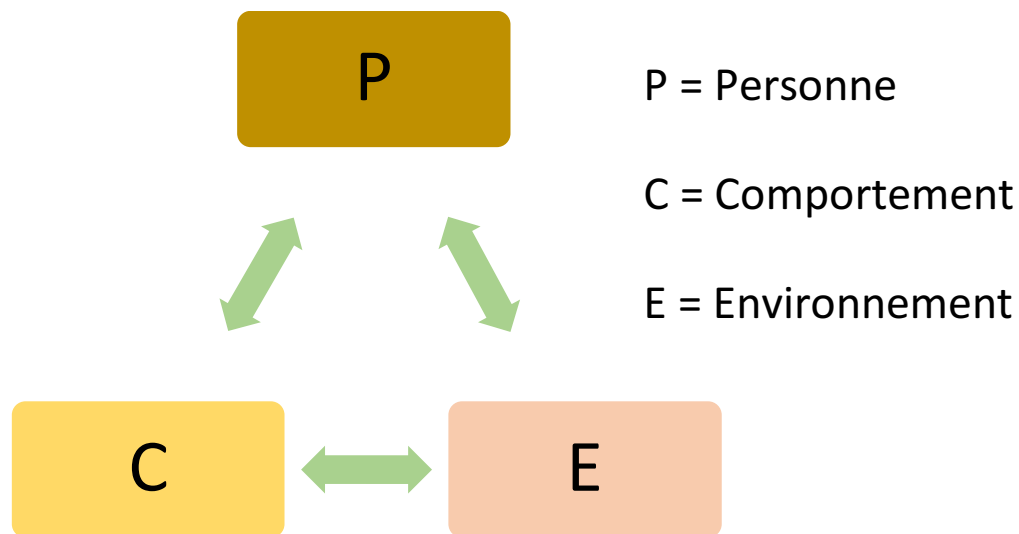 P
P = Personne
C = Comportement
E = Environnement
C
E